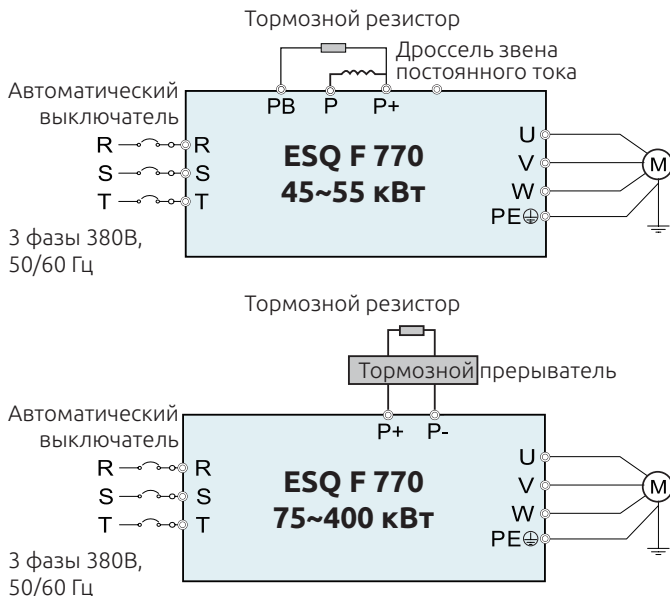 Тормозной резистор
Дроссель звена
постоянного тока
Автоматический
выключатель
PB P P+
R R
S S
T T
ESQ F 770
45~55 кВт
U
V
W
PE
M
3 фазы 380В,
50/60 Гц
Тормозной резистор
Тормозной прерыватель
Автоматический
выключатель
P+ P-
R R
S S
T T
ESQ F 770
75~400 кВт
U
V
W
PE
M
3 фазы 380В,
50/60 Гц